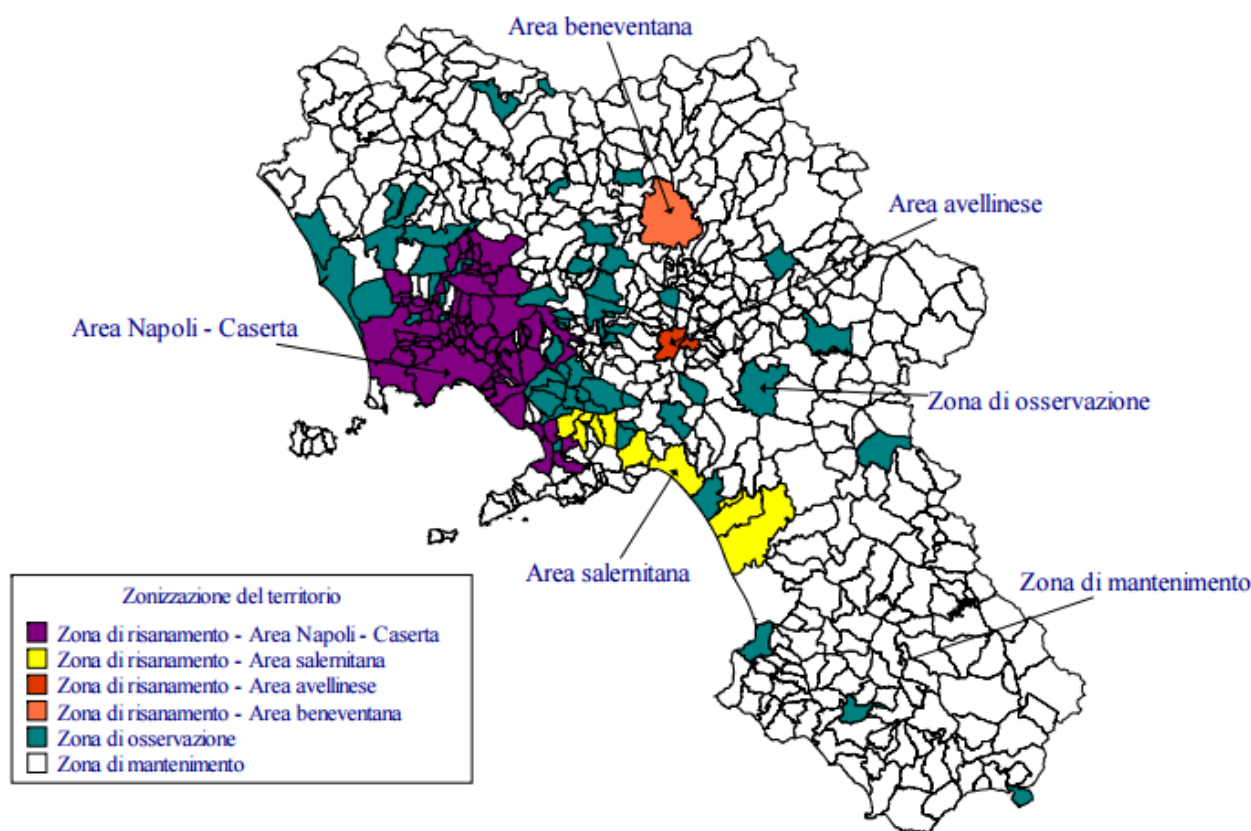 Area beneventana
Area avellinese
Area Napoli - Caserta
Zona di osservazione
Area salernitana
Zona di mantenimento
Zonizzazione del territorio
Zona di risanamento - Area Napoli - Caserta
Zona di risanamento - Area salernitana
Zona di risanamento - Area avellinese
Zona di risanamento - Area beneventana
Zona di osservazione
Zona di mantenimento